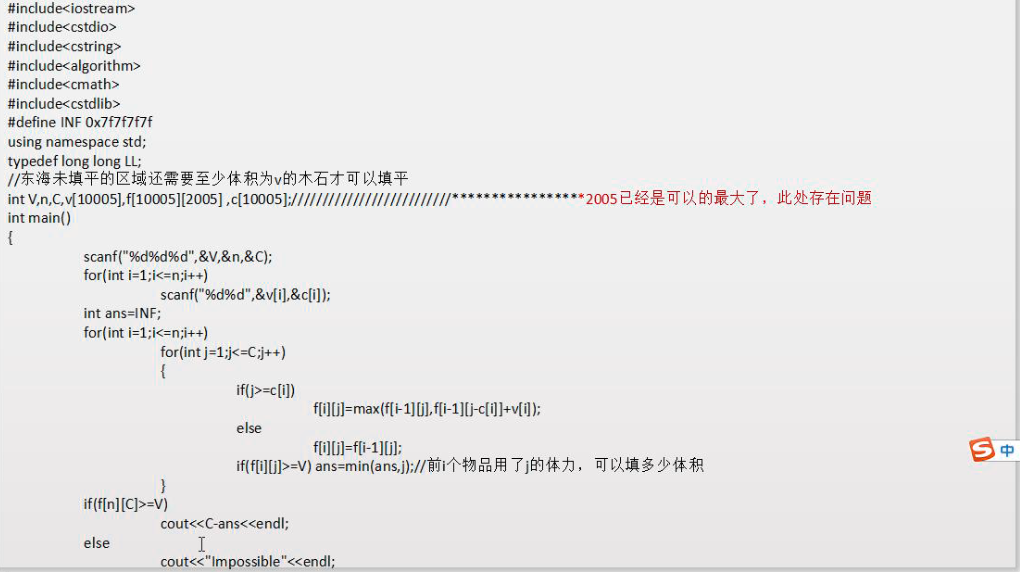 #include<iostream>
#include<cstdio>
#include<cstring>
#include<algorithm>
#include<cmath>
#include<cstdlib>
#define INF 0x7f7f7f7f
using namespace std;
typedef long long LL;
//东海未填平的区域还需要至少体积为v的木石才可以填平
int V,n,C,v[10005],f[10005][2005] ,c[10005];//////////////////////////******************2005已经是可以的最大了，此处存在问题
int main()
{
scanf("%d%d%d",&V,&n,&C);
for(int i=1;i<=n;i++)
scanf("%d%d",&v[i],&c[i]);
int ans=INF;
for(int i=1;i<=n;i++)
for(int j=1;j<=C;j++)
{
if(j>=c[i])
f[i][j]=max(f[i-1][j],f[i-1][j-c[i]]+v[i]);
else
f[i][j]=f[i-1][j];
if(f[i][j]>=V) ans=min(ans,j);//前i个物品用了j的体力，可以填多少体积
}
if(f[n][C]>=V)
cout<<C-ans<<endl;
else
cout<<"Impossible"<<endl;
S中